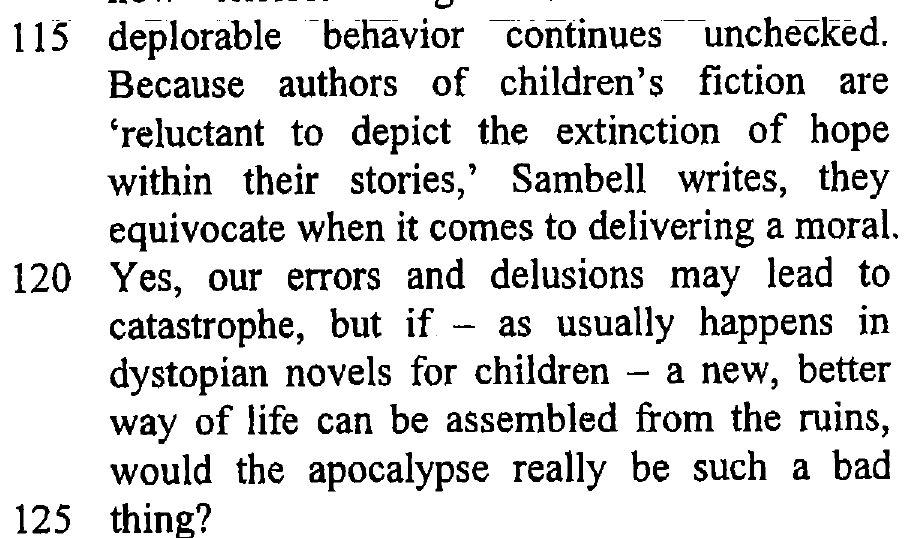 115 deplorable behavior continues unchecked.
Because authors of children's fiction are
‘reluctant to depict the extinction of hope
within their stories,’ Sambell writes, they
equivocate when it comes to delivering a moral.
120 Yes, our errors and delusions may lead to
catastrophe, but if – as usually happens in
dystopian novels for children – a new, better
way of life can be assembled from the ruins,
would the apocalypse really be such a bad
125 thing?